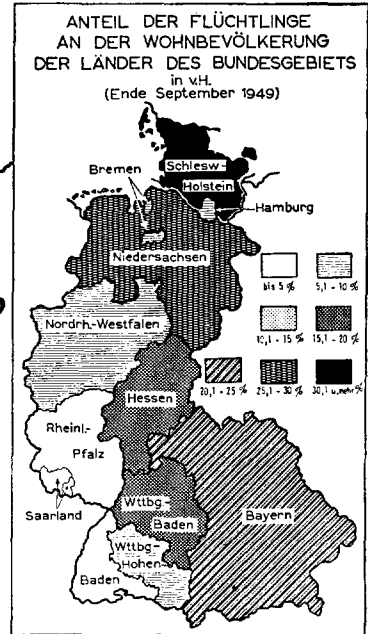 ANTEIL DER FLÜCHTLINGE
AN DER WOHNBEVÖLKERUNG
DER LÄNDER DES BUNDESGEBIETS
in v.H.
(Ende September 1949)
Bremen
Schlesw.-
Holstein
Hamburg
Niedersachsen
bis 5 %
5,1 - 10 %
Nordrh.-Westfalen
10,1 - 15 %
15,1 - 20 %
Hessen
20,1 - 25 %
25,1 - 30 %
30,1 u.mehr %
Rheinl.-
Pfalz
Saarland
Wttbg.-
Baden
Bayern
Wttbg.-
Hohen.
Baden